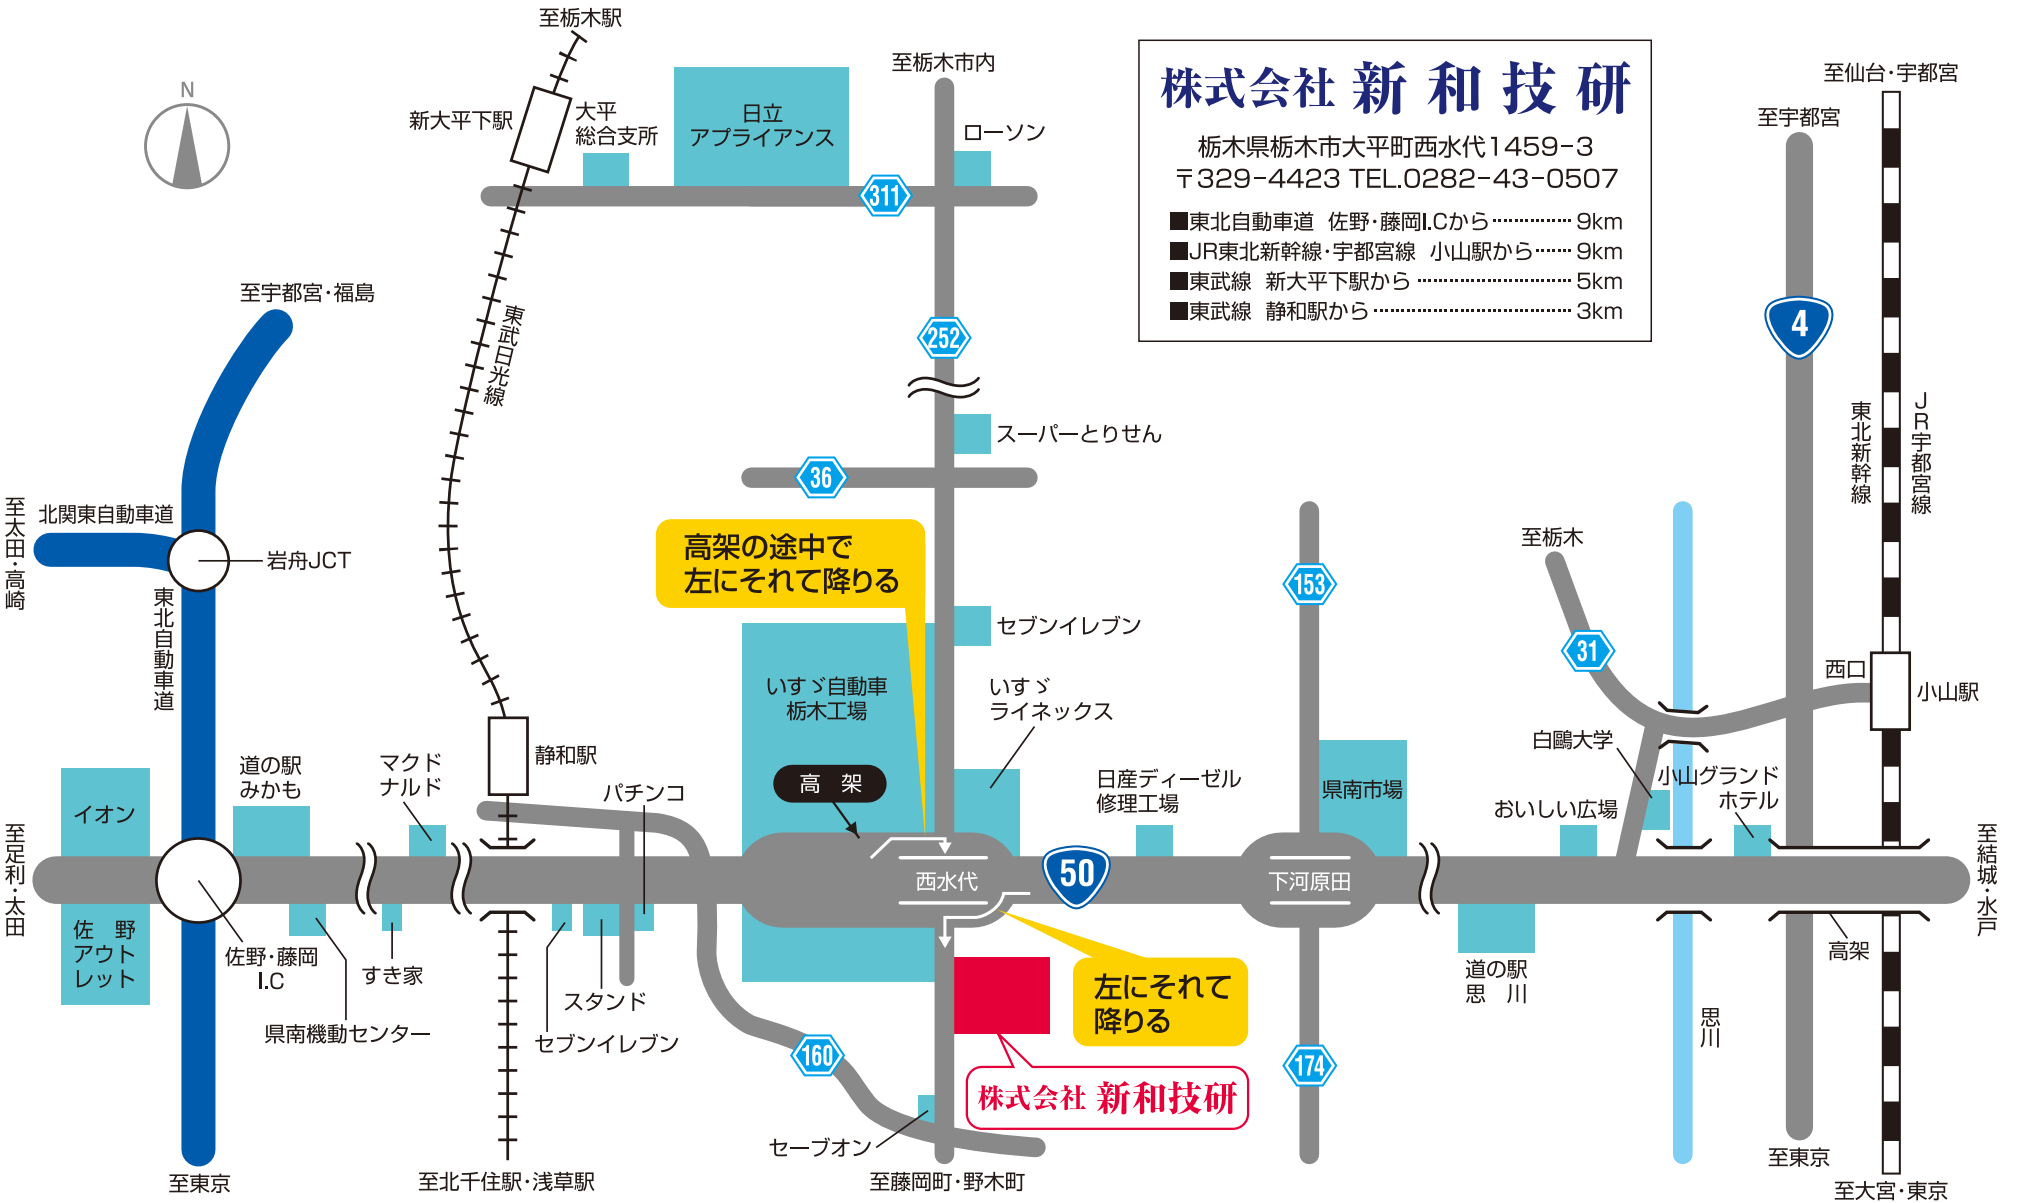 至栃木駅
N
新大平下駅
大平
総合支所
日立
アプライアンス
至栃木市内
ローソン
311
株式会社 新和技研
栃木県栃木市大平町西水代1459-3
〒329-4423 TEL.0282-43-0507
■東北自動車道 佐野・藤岡I.Cから………… 9km
■JR東北新幹線・宇都宮線 小山駅から…… 9km
■東武線 新大平下駅から ………………… 5km
■東武線 静和駅から ……………………… 3km
至仙台・宇都宮
至宇都宮
4
至宇都宮・福島
東武日光線
252
スーパーとりせん
36
東北新幹線
JR宇都宮線
至太田・高崎
北関東自動車道
岩舟JCT
東北自動車道
高架の途中で
左にそれて降りる
セブンイレブン
153
至栃木
31
西口
小山駅
いすゞ自動車
栃木工場
いすゞ
ライネックス
高 架
静和駅
パチンコ
マクド
ナルド
道の駅
みかも
イオン
日産ディーゼル
修理工場
県南市場
白鷗大学
小山グランド
ホテル
おいしい広場
至足利・太田
西水代
50
下河原田
至結城・水戸
佐 野
アウト
レット
佐野・藤岡
I.C
すき家
県南機動センター
スタンド
セブンイレブン
左にそれて
降りる
道の駅
思 川
高架
思川
160
174
株式会社 新和技研
セーブオン
至東京
至北千住駅・浅草駅
至藤岡町・野木町
至東京
至大宮・東京